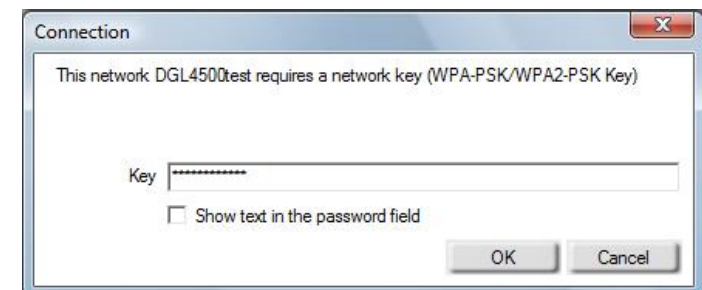 Connection
This network DGL4500test requires a network key (WPA-PSK/WPA2-PSK Key)
Key ************
Show text in the password field
OK Cancel